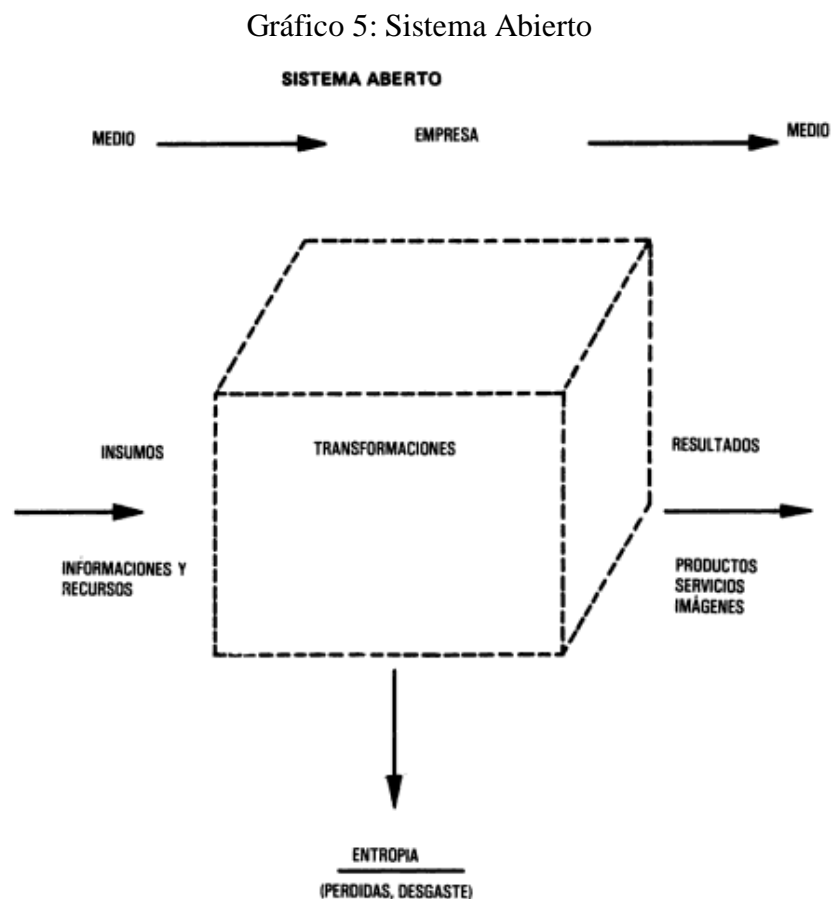 Gráfico 5: Sistema Abierto
SISTEMA ABERTO
MEDIO
EMPRESA
MEDIO
INSUMOS
TRANSFORMACIONES
RESULTADOS
INFORMACIONES Y
RECURSOS
PRODUCTOS
SERVICIOS
IMÁGENES
ENTROPIA
(PERDIDAS, DESGASTE)